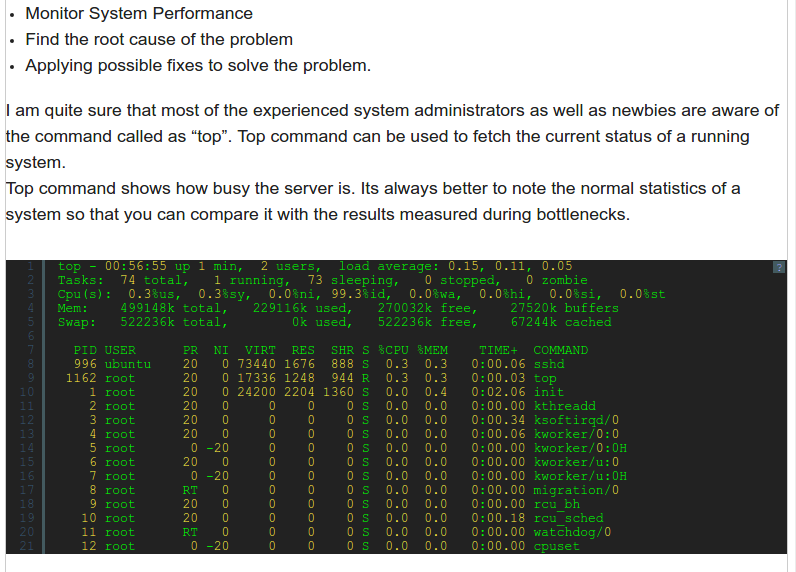 • Monitor System Performance
• Find the root cause of the problem
• Applying possible fixes to solve the problem.
I am quite sure that most of the experienced system administrators as well as newbies are aware of
the command called as “top”. Top command can be used to fetch the current status of a running
system.
Top command shows how busy the server is. Its always better to note the normal statistics of a
system so that you can compare it with the results measured during bottlenecks.
?
1 top - 00:56:55 up 1 min,  2 users,  load average: 0.15, 0.11, 0.05
2 Tasks:  74 total,   1 running,  73 sleeping,   0 stopped,   0 zombie
3 Cpu(s):  0.3%us,  0.3%sy,  0.0%ni, 99.3%id,  0.0%wa,  0.0%hi,  0.0%si,  0.0%st
4 Mem:    499148k total,   229116k used,   270032k free,    27520k buffers
5 Swap:   522236k total,        0k used,   522236k free,    67244k cached
6
7   PID USER      PR  NI  VIRT  RES  SHR S %CPU %MEM    TIME+  COMMAND
8   996 ubuntu    20   0 73440 1676  888 S  0.3  0.3   0:00.06 sshd
9  1162 root      20   0 17336 1248  944 R  0.3  0.3   0:00.03 top
10     1 root      20   0 24200 2204 1360 S  0.0  0.4   0:02.06 init
11     2 root      20   0     0    0    0 S  0.0  0.0   0:00.00 kthreadd
12     3 root      20   0     0    0    0 S  0.0  0.0   0:00.34 ksoftirqd/0
13     4 root      20   0     0    0    0 S  0.0  0.0   0:00.06 kworker/0:0
14     5 root       0 -20     0    0    0 S  0.0  0.0   0:00.00 kworker/0:0H
15     6 root      20   0     0    0    0 S  0.0  0.0   0:00.00 kworker/u:0
16     7 root       0 -20     0    0    0 S  0.0  0.0   0:00.00 kworker/u:0H
17     8 root      RT   0     0    0    0 S  0.0  0.0   0:00.00 migration/0
18     9 root      20   0     0    0    0 S  0.0  0.0   0:00.00 rcu_bh
19    10 root      20   0     0    0    0 S  0.0  0.0   0:00.18 rcu_sched
20    11 root      RT   0     0    0    0 S  0.0  0.0   0:00.00 watchdog/0
21    12 root       0 -20     0    0    0 S  0.0  0.0   0:00.00 cpuset